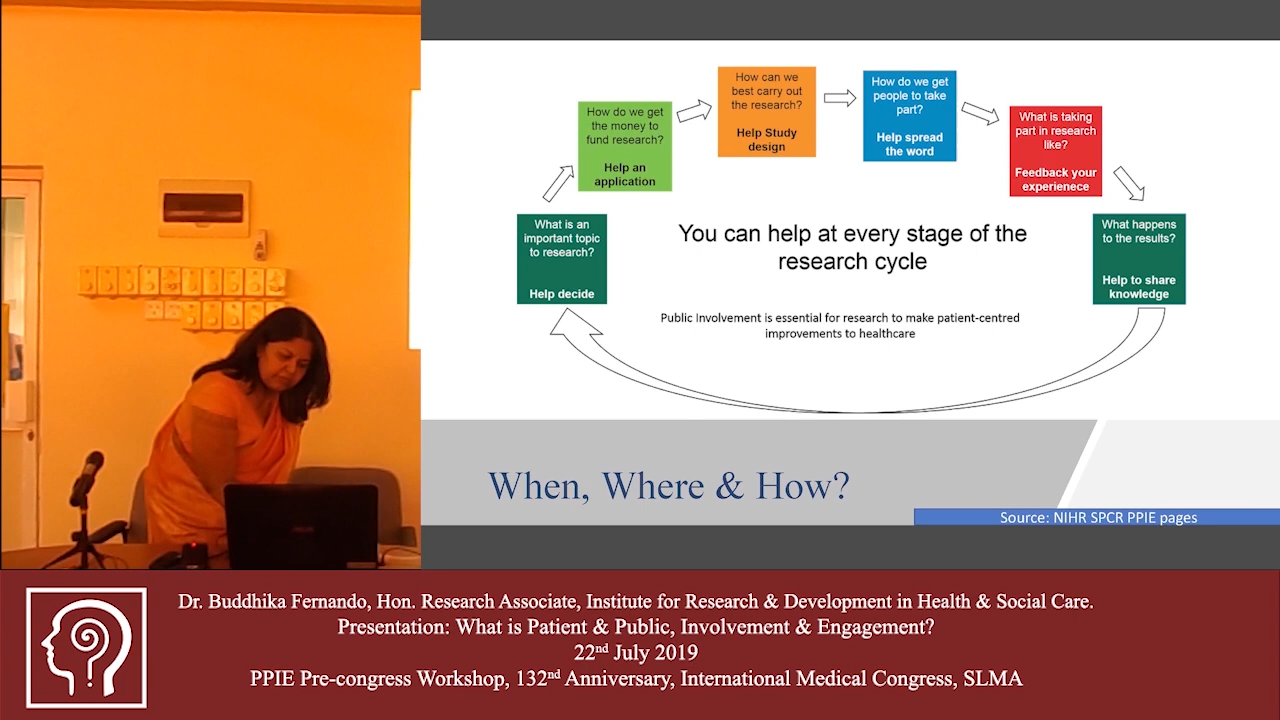 How can we
best carry out
the research?
Help Study
design
How do we get
people to take
part?
Help spread
the word
How do we get
the money to
fund research?
Help an
application
What is taking
part in research
like?
Feedback your
experienece
What is an
important topic
to research?
Help decide
What happens
to the results?
Help to share
knowledge
You can help at every stage of the
research cycle
Public Involvement is essential for research to make patient-centred
improvements to healthcare
When, Where & How?
Source: NIHR SPCR PPIE pages
Dr. Buddhika Fernando, Hon. Research Associate, Institute for Research & Development in Health & Social Care.
Presentation: What is Patient & Public, Involvement & Engagement?
22nd July 2019
PPIE Pre-congress Workshop, 132nd Anniversary, International Medical Congress, SLMA